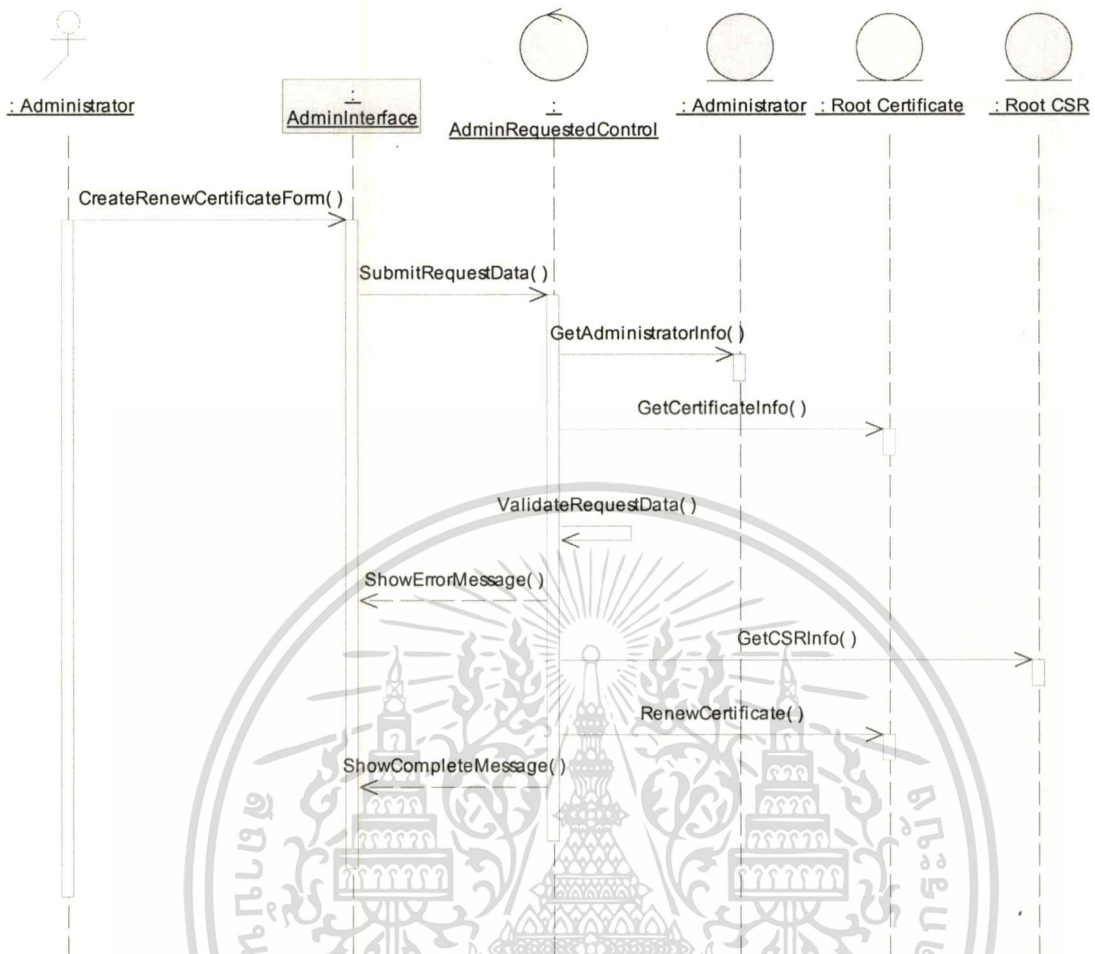 : Administrator
:
AdminInterface
:
AdminRequestedControl
: Administrator
: Root Certificate
: Root CSR
CreateRenewCertificateForm( )
SubmitRequestData( )
GetAdministratorInfo( )
GetCertificateInfo( )
ValidateRequestData( )
ShowErrorMessage( )
GetCSRInfo( )
RenewCertificate( )
ShowCompleteMessage( )